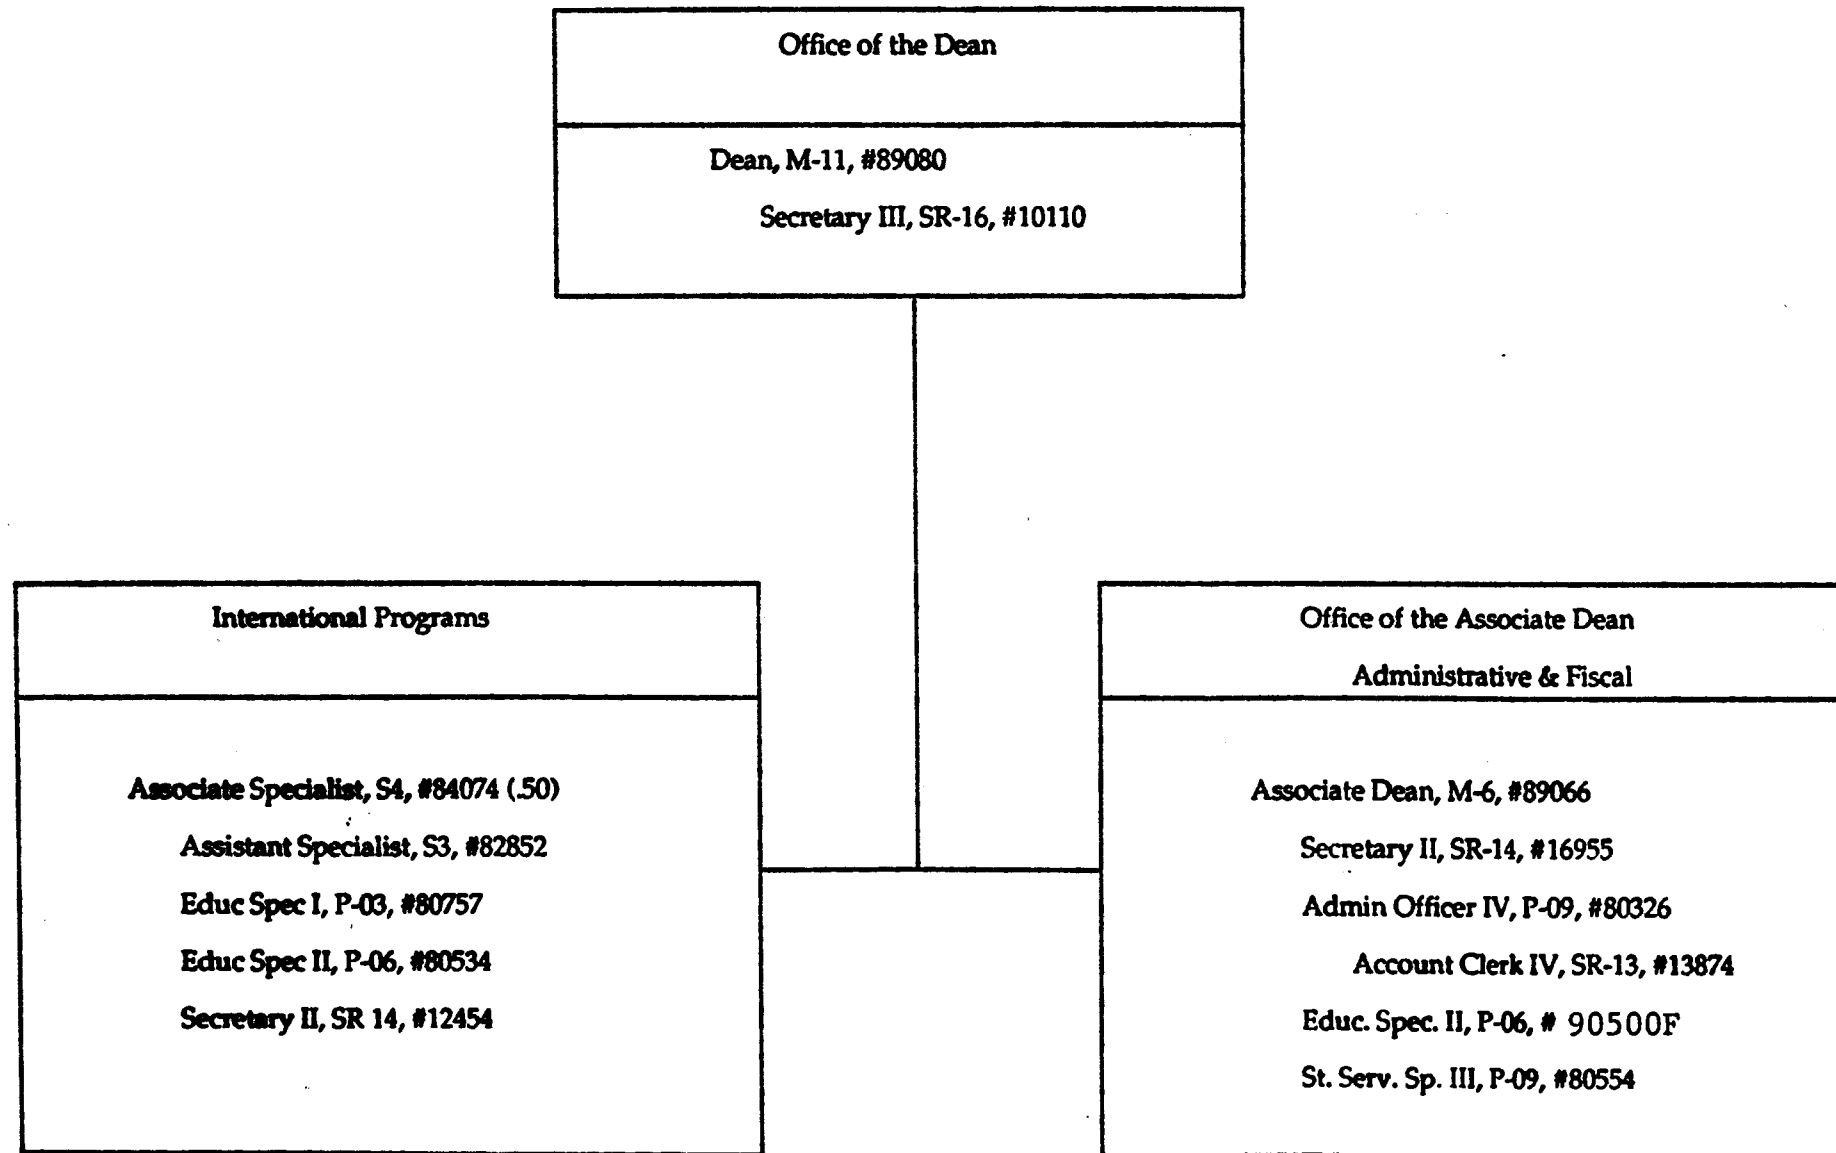 Office of the Dean
Dean, M-11, #89080
Secretary III, SR-16, #10110
International Programs
Associate Specialist, S4, #84074 (.50)
Assistant Specialist, S3, #82852
Educ Spec I, P-03, #80757
Educ Spec II, P-06, #80534
Secretary II, SR 14, #12454
Office of the Associate Dean
Administrative & Fiscal
Associate Dean, M-6, #89066
Secretary II, SR-14, #16955
Admin Officer IV, P-09, #80326
Account Clerk IV, SR-13, #13874
Educ. Spec. II, P-06, # 90500F
St. Serv. Sp. III, P-09, #80554